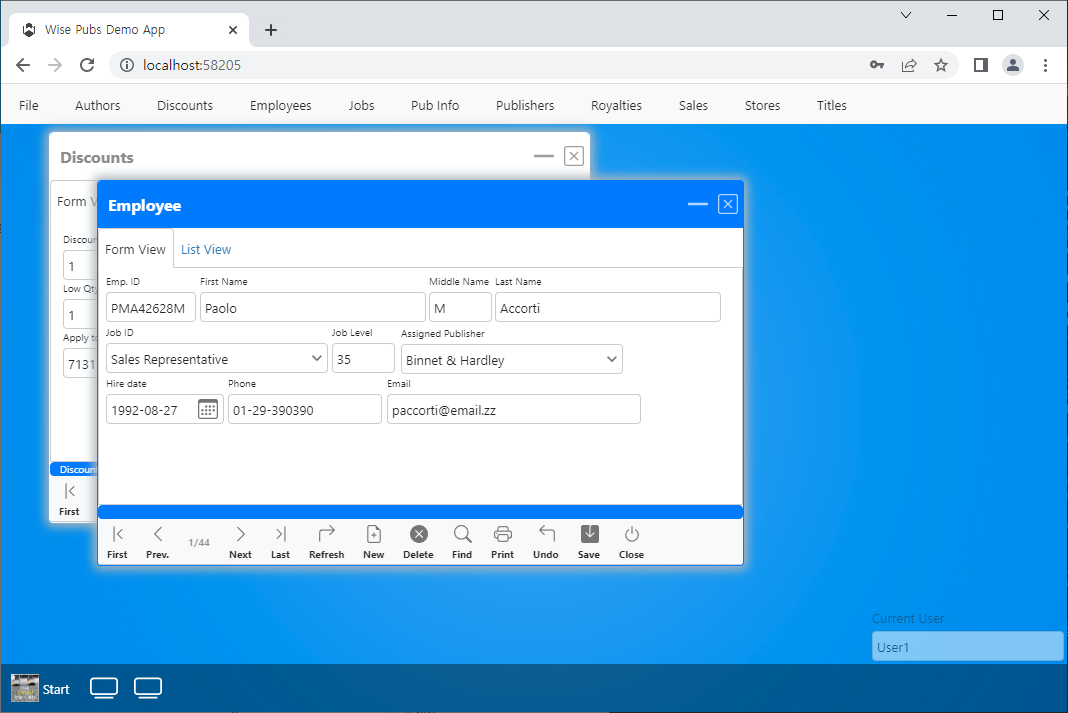 Wise Pubs Demo App
localhost:58205
File Authors Discounts Employees Jobs Pub Info Publishers Royalties Sales Stores Titles
Discounts
Form V
Discoun
1
Low Qty
1
Apply to
7131
Discount
First
Employee
Form View List View
Emp. ID First Name Middle Name Last Name
PMA42628M Paolo M Accorti
Job ID Job Level Assigned Publisher
Sales Representative 35 Binnet & Hardley
Hire date Phone Email
1992-08-27 01-29-390390 paccorti@email.zz
First Prev. 1/44 Next Last Refresh New Delete Find Print Undo Save Close
Current User
User1
Start